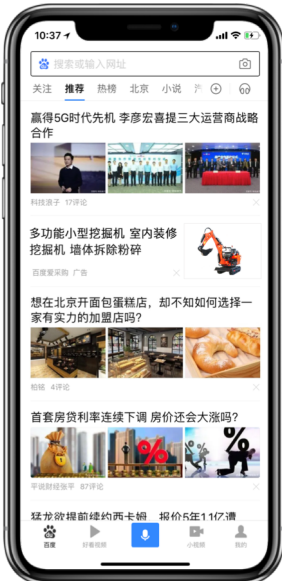 10:37
搜索或输入网址
关注 推荐 热榜 北京 小说
赢得5G时代先机 李彦宏喜提三大运营商战略
合作
科技浪子 17评论
多功能小型挖掘机 室内装修
挖掘机 墙体拆除粉碎
百度爱采购 广告
想在北京开面包蛋糕店，却不知如何选择一
家有实力的加盟店吗？
柏铭 4评论
首套房贷利率连续下调 房价还会大涨吗？
平说财经张平 87评论
猛龙欲提前续约西卡姆 报价5年1.1亿遭
百度 好看视频 小视频 我的